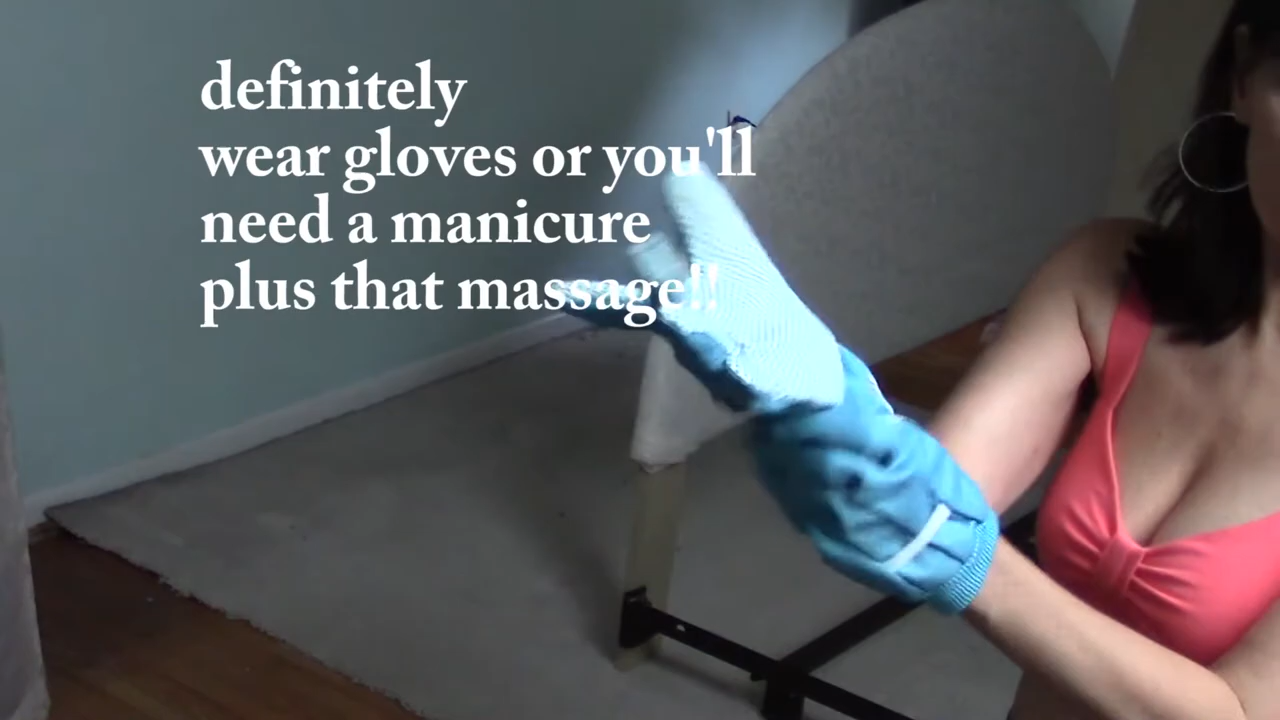 definitely
wear gloves or you'll
need a manicure
plus that massage!!